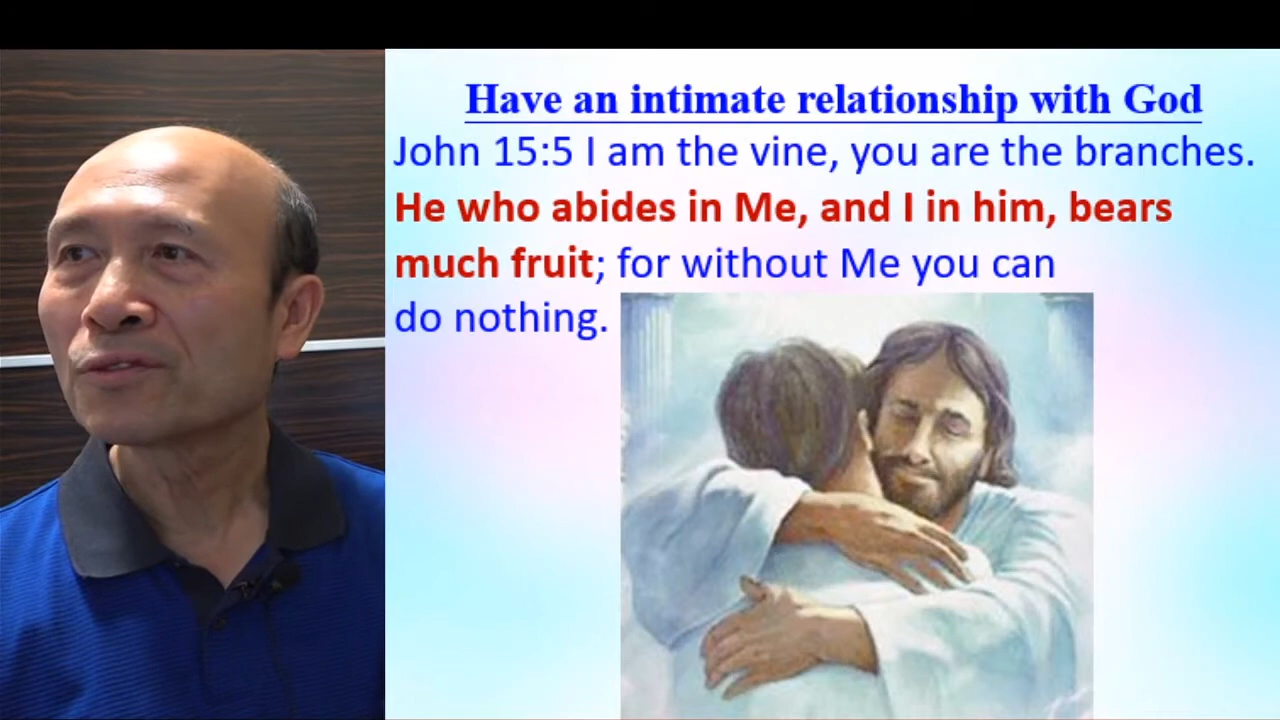 Have an intimate relationship with God
John 15:5 I am the vine, you are the branches.
He who abides in Me, and I in him, bears
much fruit; for without Me you can
do nothing.